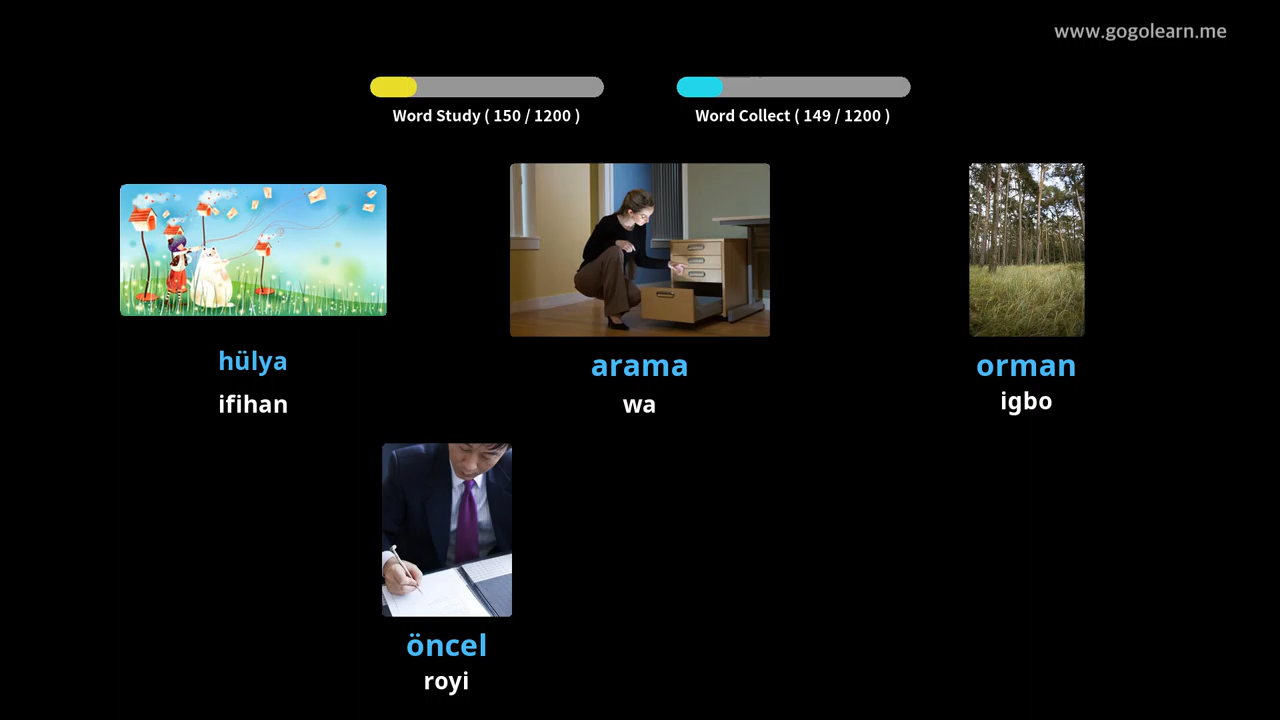 www.gogolearn.me
Word Study ( 150 / 1200 )
Word Collect ( 149 / 1200 )
hülya
ifihan
arama
wa
orman
igbo
öncel
royi